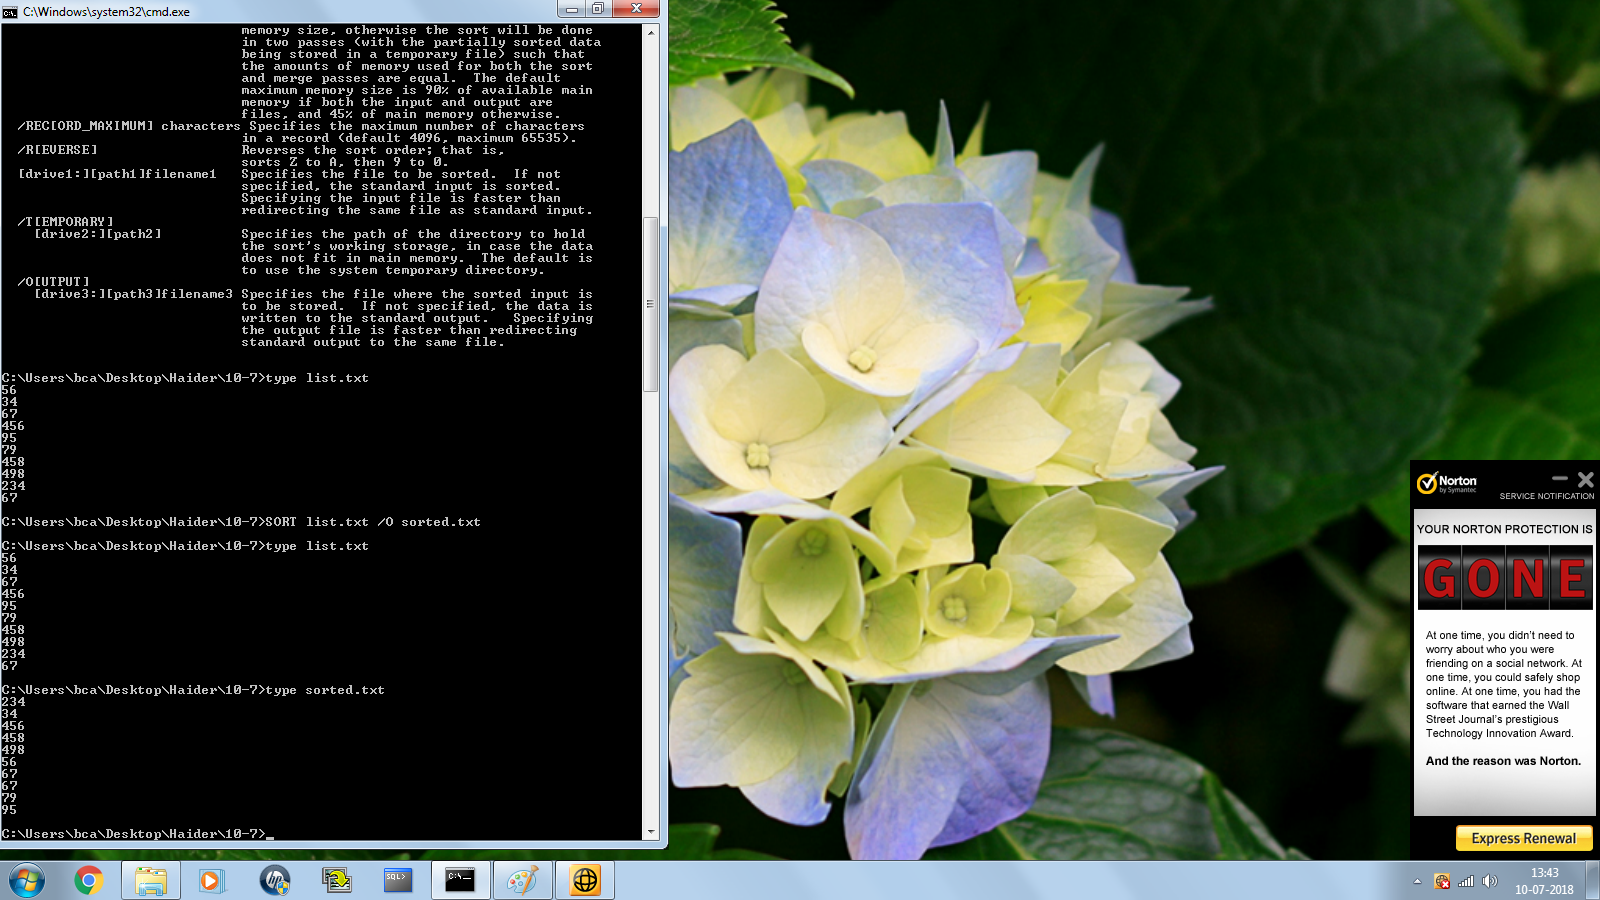 C:\Windows\system32\cmd.exe
memory size, otherwise the sort will be done
in two passes (with the partially sorted data
being stored in a temporary file) such that
the amounts of memory used for both the sort
and merge passes are equal.  The default
maximum memory size is 90% of available main
memory if both the input and output are
files, and 45% of main memory otherwise.
/REC[ORD_MAXIMUM] characters Specifies the maximum number of characters
in a record (default 4096, maximum 65535).
/R[EVERSE] Reverses the sort order; that is,
sorts Z to A, then 9 to 0.
[drive1:][path1]filename1 Specifies the file to be sorted.  If not
specified, the standard input is sorted.
Specifying the input file is faster than
redirecting the same file as standard input.
/T[EMPORARY]
[drive2:][path2] Specifies the path of the directory to hold
the sort's working storage, in case the data
does not fit in main memory.  The default is
to use the system temporary directory.
/O[UTPUT]
[drive3:][path3]filename3 Specifies the file where the sorted input is
to be stored.  If not specified, the data is
written to the standard output.  Specifying
the output file is faster than redirecting
standard output to the same file.
C:\Users\bca\Desktop\Haider\10-7>type list.txt
56
34
67
456
95
79
458
498
234
67
C:\Users\bca\Desktop\Haider\10-7>SORT list.txt /O sorted.txt
C:\Users\bca\Desktop\Haider\10-7>type list.txt
56
34
67
456
95
79
458
498
234
67
C:\Users\bca\Desktop\Haider\10-7>type sorted.txt
234
34
456
458
498
56
67
67
79
95
C:\Users\bca\Desktop\Haider\10-7>_
Norton
by Symantec
SERVICE NOTIFICATION
YOUR NORTON PROTECTION IS
GONE
At one time, you didn't need to
worry about who you were
friending on a social network. At
one time, you could safely shop
online. At one time, you had the
software that earned the Wall
Street Journal's prestigious
Technology Innovation Award.
And the reason was Norton.
Express Renewal
hp
SQL>
C:\_
13:43
10-07-2018